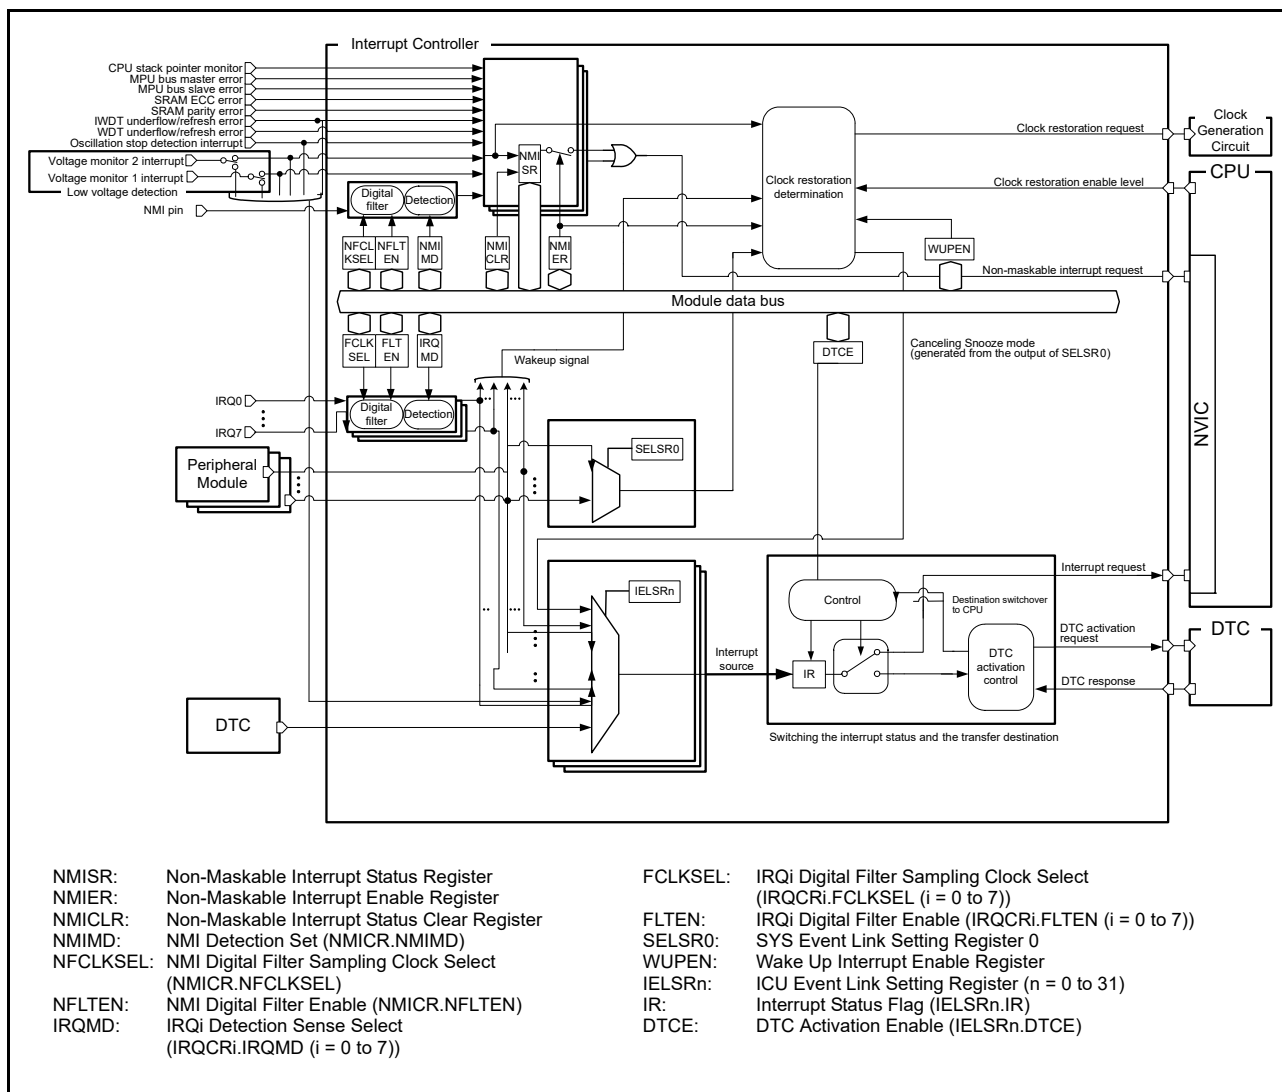 Interrupt Controller
CPU stack pointer monitor
MPU bus master error
MPU bus slave error
SRAM ECC error
SRAM parity error
IWDT underflow/refresh error
WDT underflow/refresh error
Oscillation stop detection interrupt
Voltage monitor 2 interrupt
Voltage monitor 1 interrupt
Low voltage detection
NMI pin
Digital
filter
Detection
NMI
SR
NFCL
KSEL
NFLT
EN
NMI
MD
NMI
CLR
NMI
ER
Clock restoration
determination
Clock restoration request
Clock
Generation
Circuit
Clock restoration enable level
CPU
WUPEN
Non-maskable interrupt request
Module data bus
FCLK
SEL
FLT
EN
IRQ
MD
Wakeup signal
DTCE
Canceling Snooze mode
(generated from the output of SELSR0)
NVIC
IRQ0
IRQ7
Digital
filter
Detection
SELSR0
Peripheral
Module
IELSRn
Control
Destination switchover
to CPU
Interrupt request
DTC activation
request
DTC
Interrupt
source
IR
DTC
activation
control
DTC response
DTC
Switching the interrupt status and the transfer destination
NMISR: Non-Maskable Interrupt Status Register
NMIER: Non-Maskable Interrupt Enable Register
NMICLR: Non-Maskable Interrupt Status Clear Register
NMIMD: NMI Detection Set (NMICR.NMIMD)
NFCLKSEL: NMI Digital Filter Sampling Clock Select
(NMICR.NFCLKSEL)
NFLTEN: NMI Digital Filter Enable (NMICR.NFLTEN)
IRQMD: IRQi Detection Sense Select
(IRQCRi.IRQMD (i = 0 to 7))
FCLKSEL: IRQi Digital Filter Sampling Clock Select
(IRQCRi.FCLKSEL (i = 0 to 7))
FLTEN: IRQi Digital Filter Enable (IRQCRi.FLTEN (i = 0 to 7))
SELSR0: SYS Event Link Setting Register 0
WUPEN: Wake Up Interrupt Enable Register
IELSRn: ICU Event Link Setting Register (n = 0 to 31)
IR: Interrupt Status Flag (IELSRn.IR)
DTCE: DTC Activation Enable (IELSRn.DTCE)